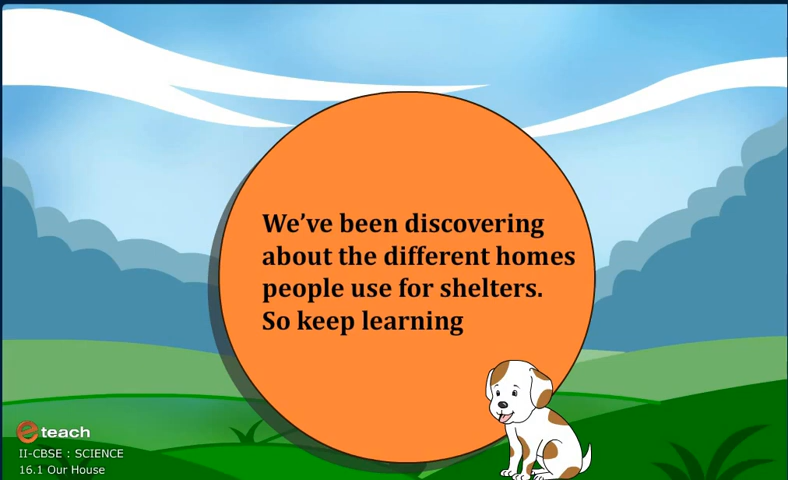 We’ve been discovering
about the different homes
people use for shelters.
So keep learning
e teach
II-CBSE : SCIENCE
16.1 Our House